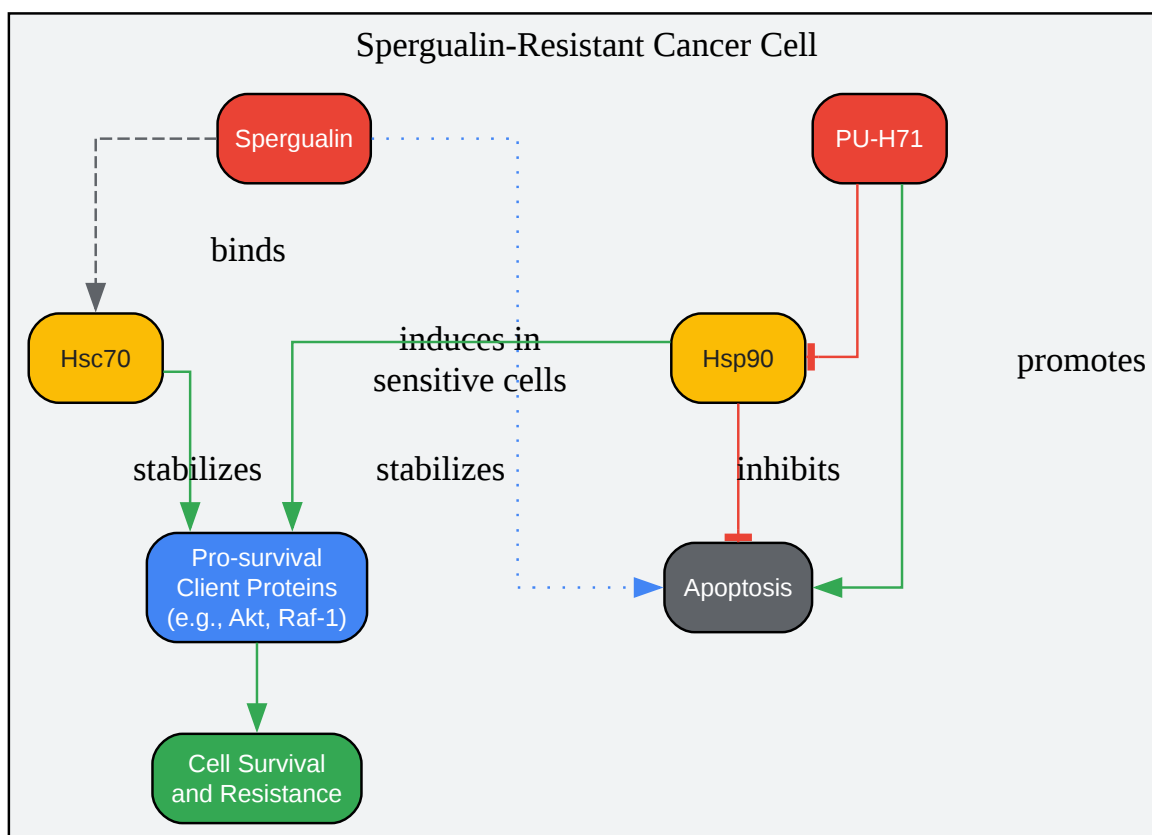 Spergualin-Resistant Cancer Cell
Spergualin
PU-H71
binds
Hsc70
induces in
sensitive cells
Hsp90
promotes
stabilizes
stabilizes
inhibits
Pro-survival
Client Proteins
(e.g., Akt, Raf-1)
Apoptosis
Cell Survival
and Resistance